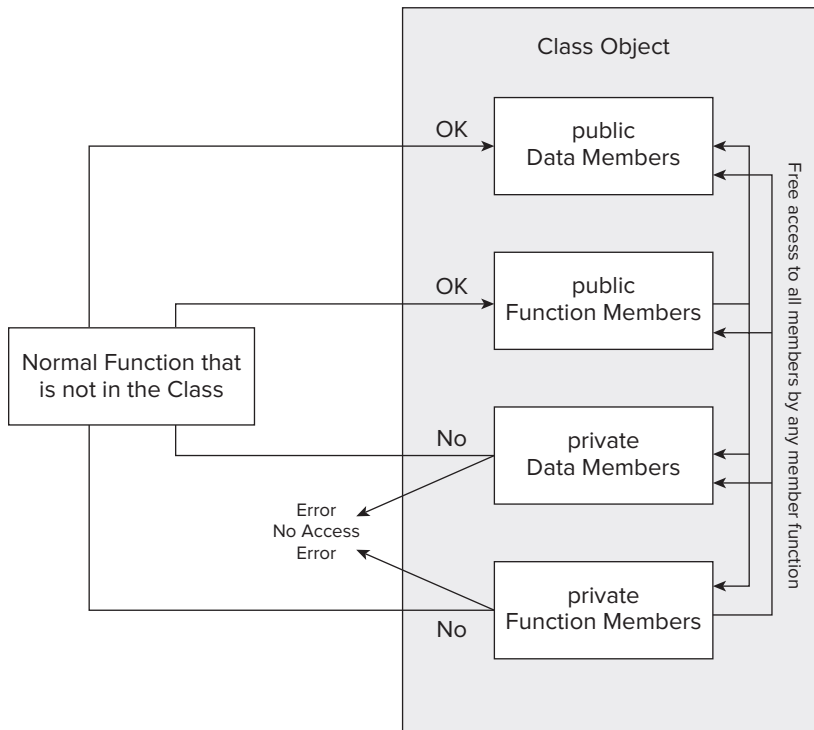 Class Object
OK
public
Data Members
OK
public
Function Members
Normal Function that
is not in the Class
No
private
Data Members
Error
No Access
Error
private
Function Members
No
Free access to all members by any member function